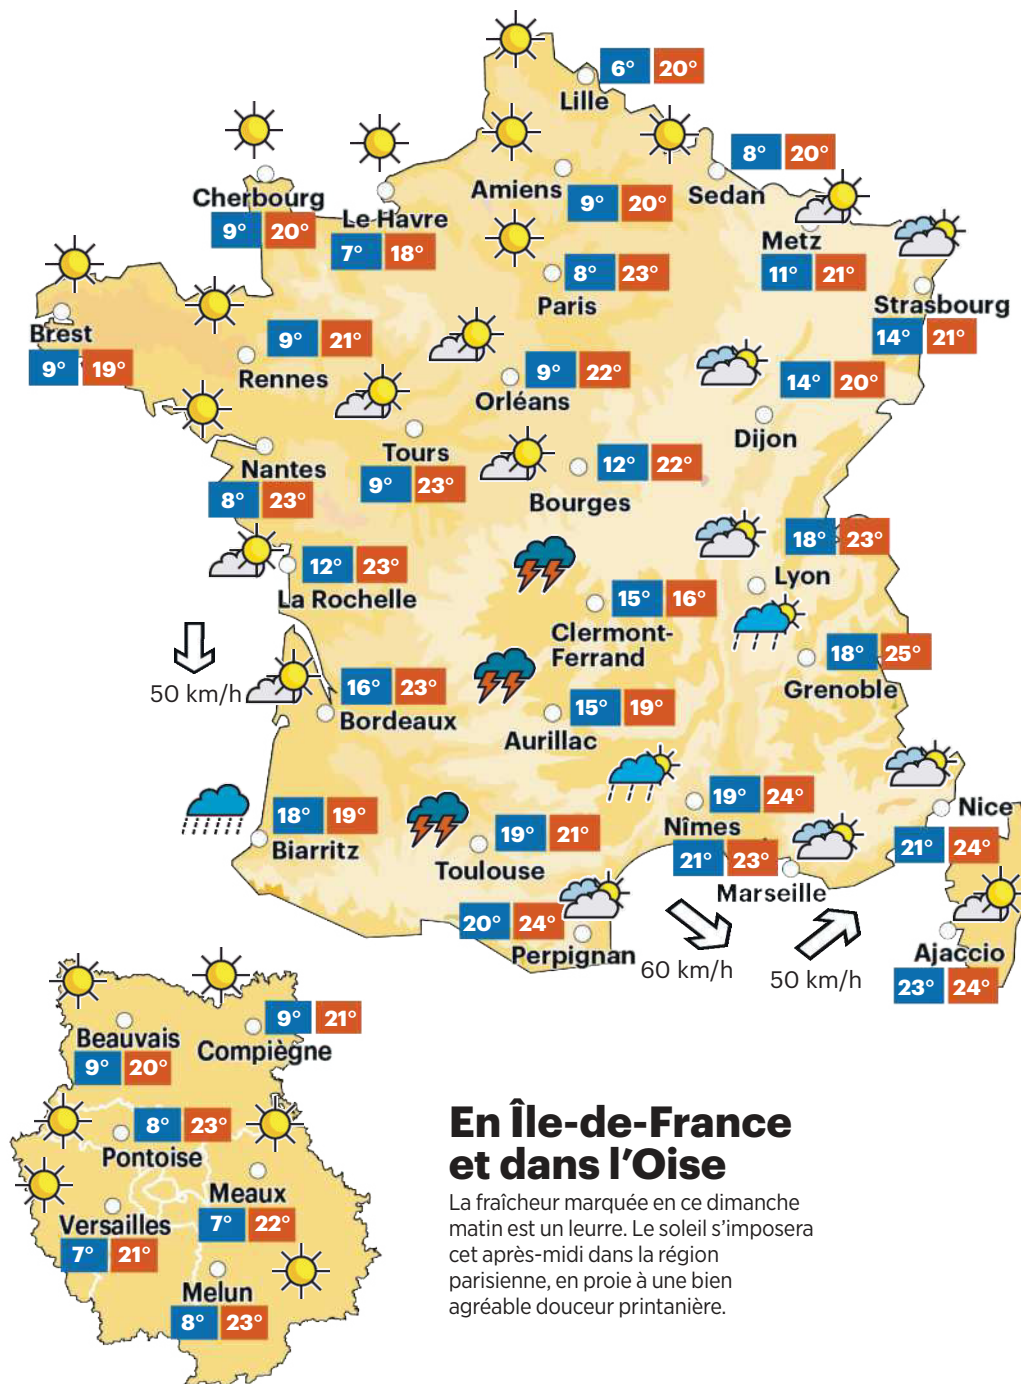 6° 20°
Lille
8° 20°
Sedan
Amiens
9° 20°
Cherbourg
9° 20°
Le Havre
7° 18°
Metz
11° 21°
8° 23°
Paris
Strasbourg
14° 21°
Brest
9° 19°
9° 21°
Rennes
9° 22°
Orléans
14° 20°
Dijon
Nantes
8° 23°
Tours
9° 23°
12° 22°
Bourges
18° 23°
Lyon
12° 23°
La Rochelle
15° 16°
Clermont-
Ferrand
18° 25°
Grenoble
50 km/h
16° 23°
Bordeaux
15° 19°
Aurillac
19° 24°
Nîmes
Nice
21° 24°
18° 19°
Biarritz
19° 21°
Toulouse
21° 23°
Marseille
20° 24°
Perpignan
60 km/h
50 km/h
Ajaccio
23° 24°
Beauvais
9° 20°
9° 21°
Compiègne
8° 23°
Pontoise
Meaux
7° 22°
Versailles
7° 21°
Melun
8° 23°
En Île-de-France
et dans l'Oise
La fraîcheur marquée en ce dimanche
matin est un leurre. Le soleil s'imposera
cet après-midi dans la région
parisienne, en proie à une bien
agréable douceur printanière.